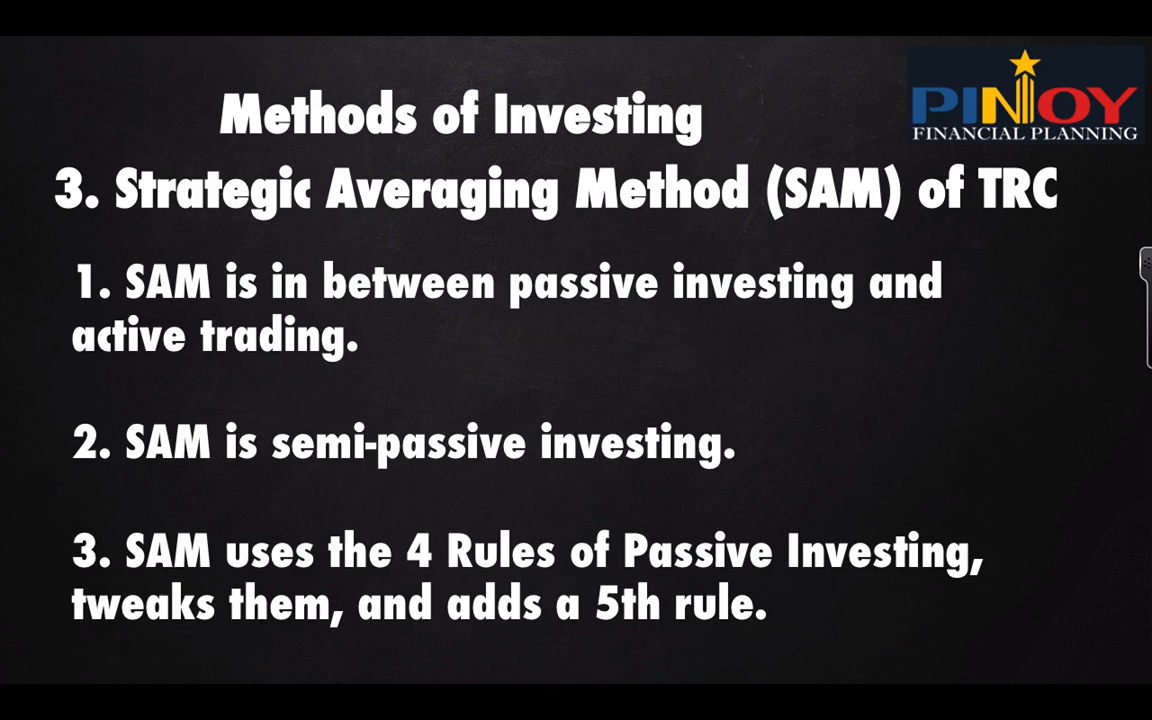 PINOY
FINANCIAL PLANNING
Methods of Investing
3. Strategic Averaging Method (SAM) of TRC
1. SAM is in between passive investing and
active trading.
2. SAM is semi-passive investing.
3. SAM uses the 4 Rules of Passive Investing,
tweaks them, and adds a 5th rule.